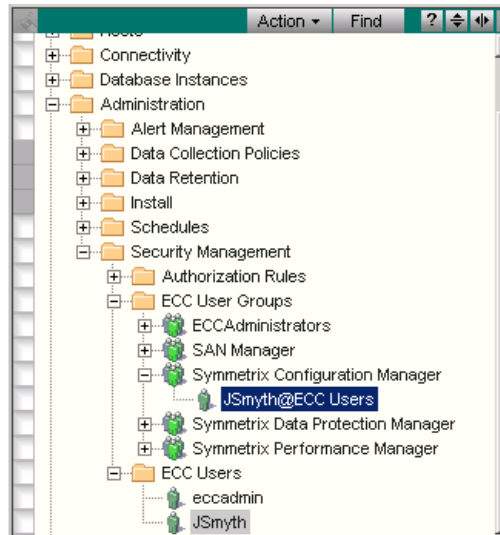 Action Find ?
Hosts
Connectivity
Database Instances
Administration
Alert Management
Data Collection Policies
Data Retention
Install
Schedules
Security Management
Authorization Rules
ECC User Groups
ECCAdministrators
SAN Manager
Symmetrix Configuration Manager
JSmyth@ECC Users
Symmetrix Data Protection Manager
Symmetrix Performance Manager
ECC Users
eccadmin
JSmyth